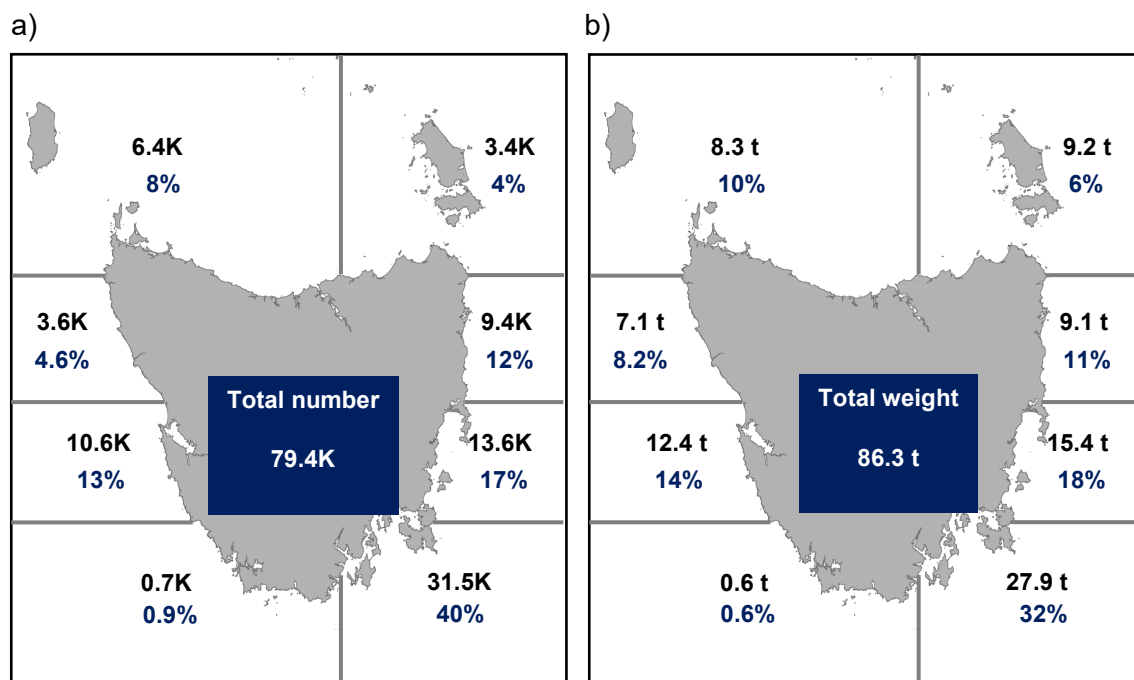 a)
6.4K
8%
3.4K
4%
3.6K
4.6%
9.4K
12%
Total number
79.4K
10.6K
13%
13.6K
17%
0.7K
0.9%
31.5K
40%
b)
8.3 t
10%
9.2 t
6%
7.1 t
8.2%
9.1 t
11%
Total weight
86.3 t
12.4 t
14%
15.4 t
18%
0.6 t
0.6%
27.9 t
32%